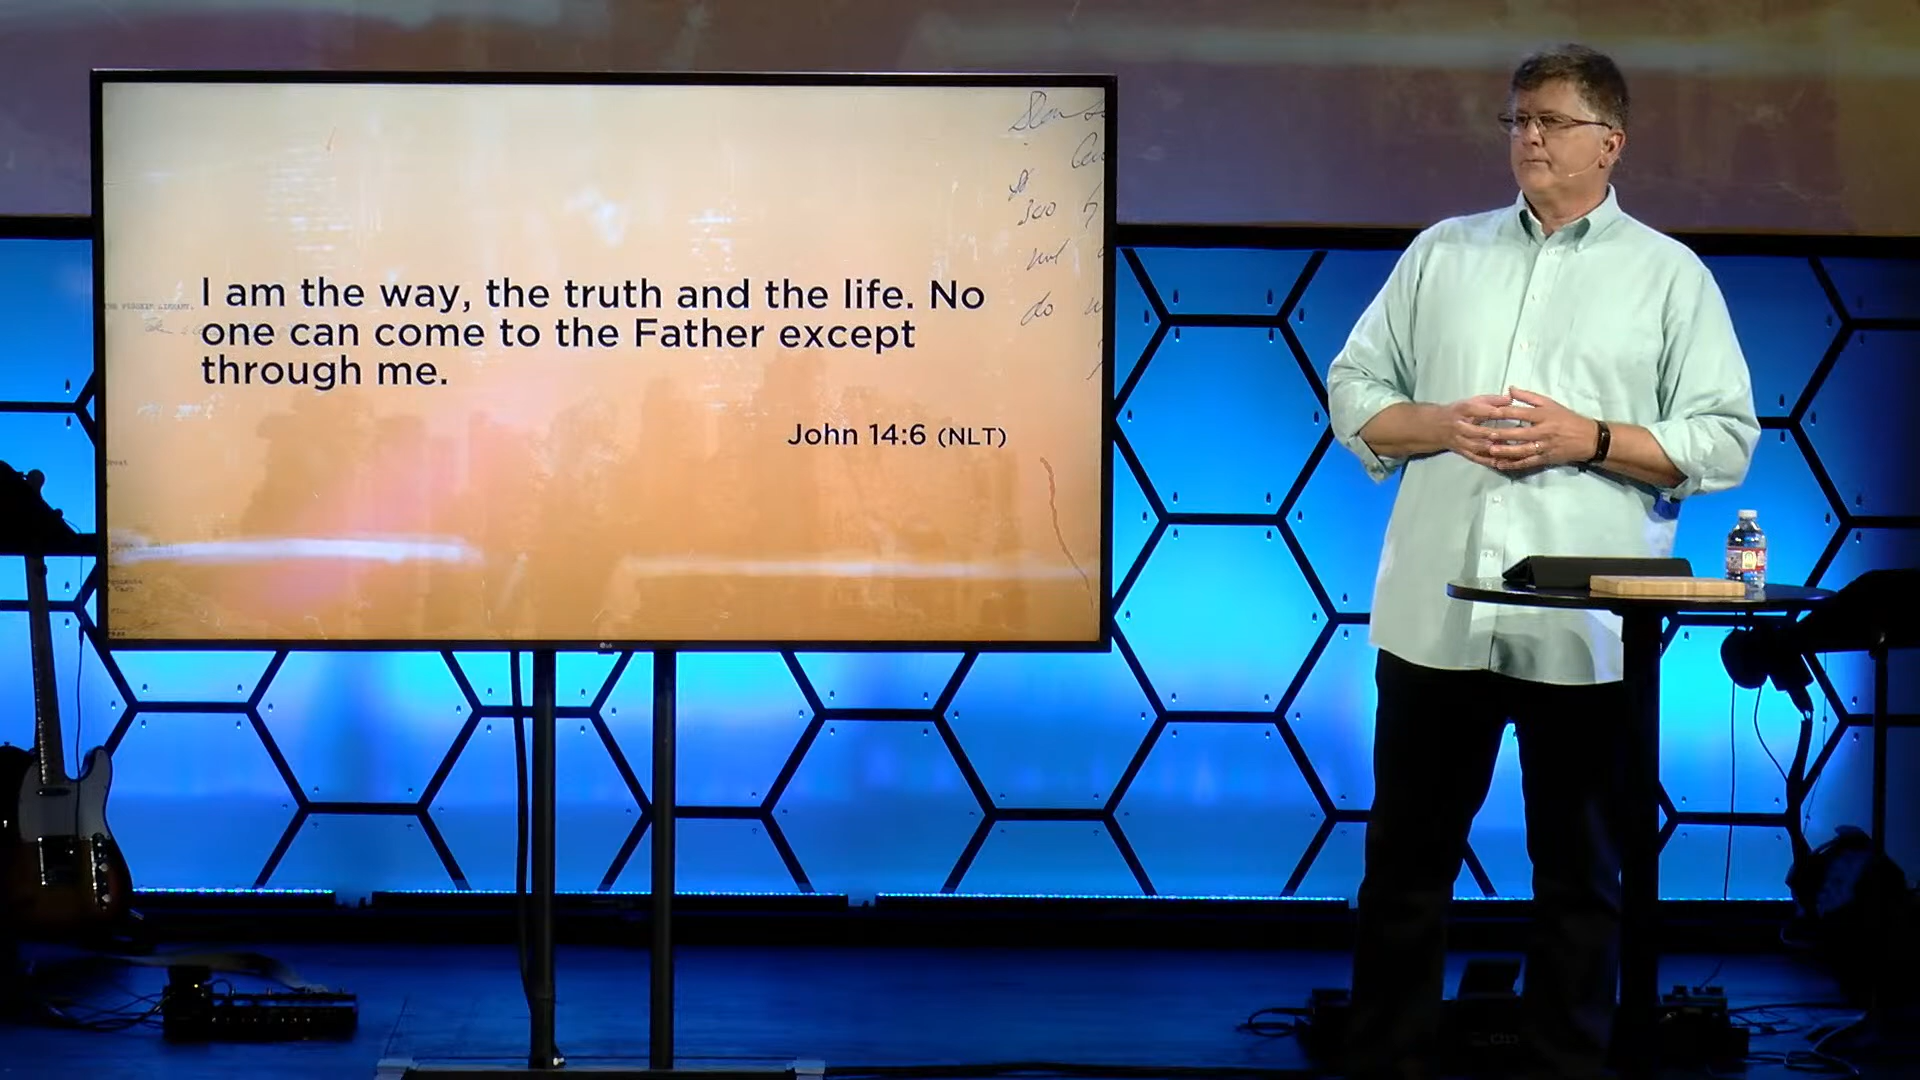 I am the way, the truth and the life. No
one can come to the Father except
through me.
John 14:6 (NLT)
LG